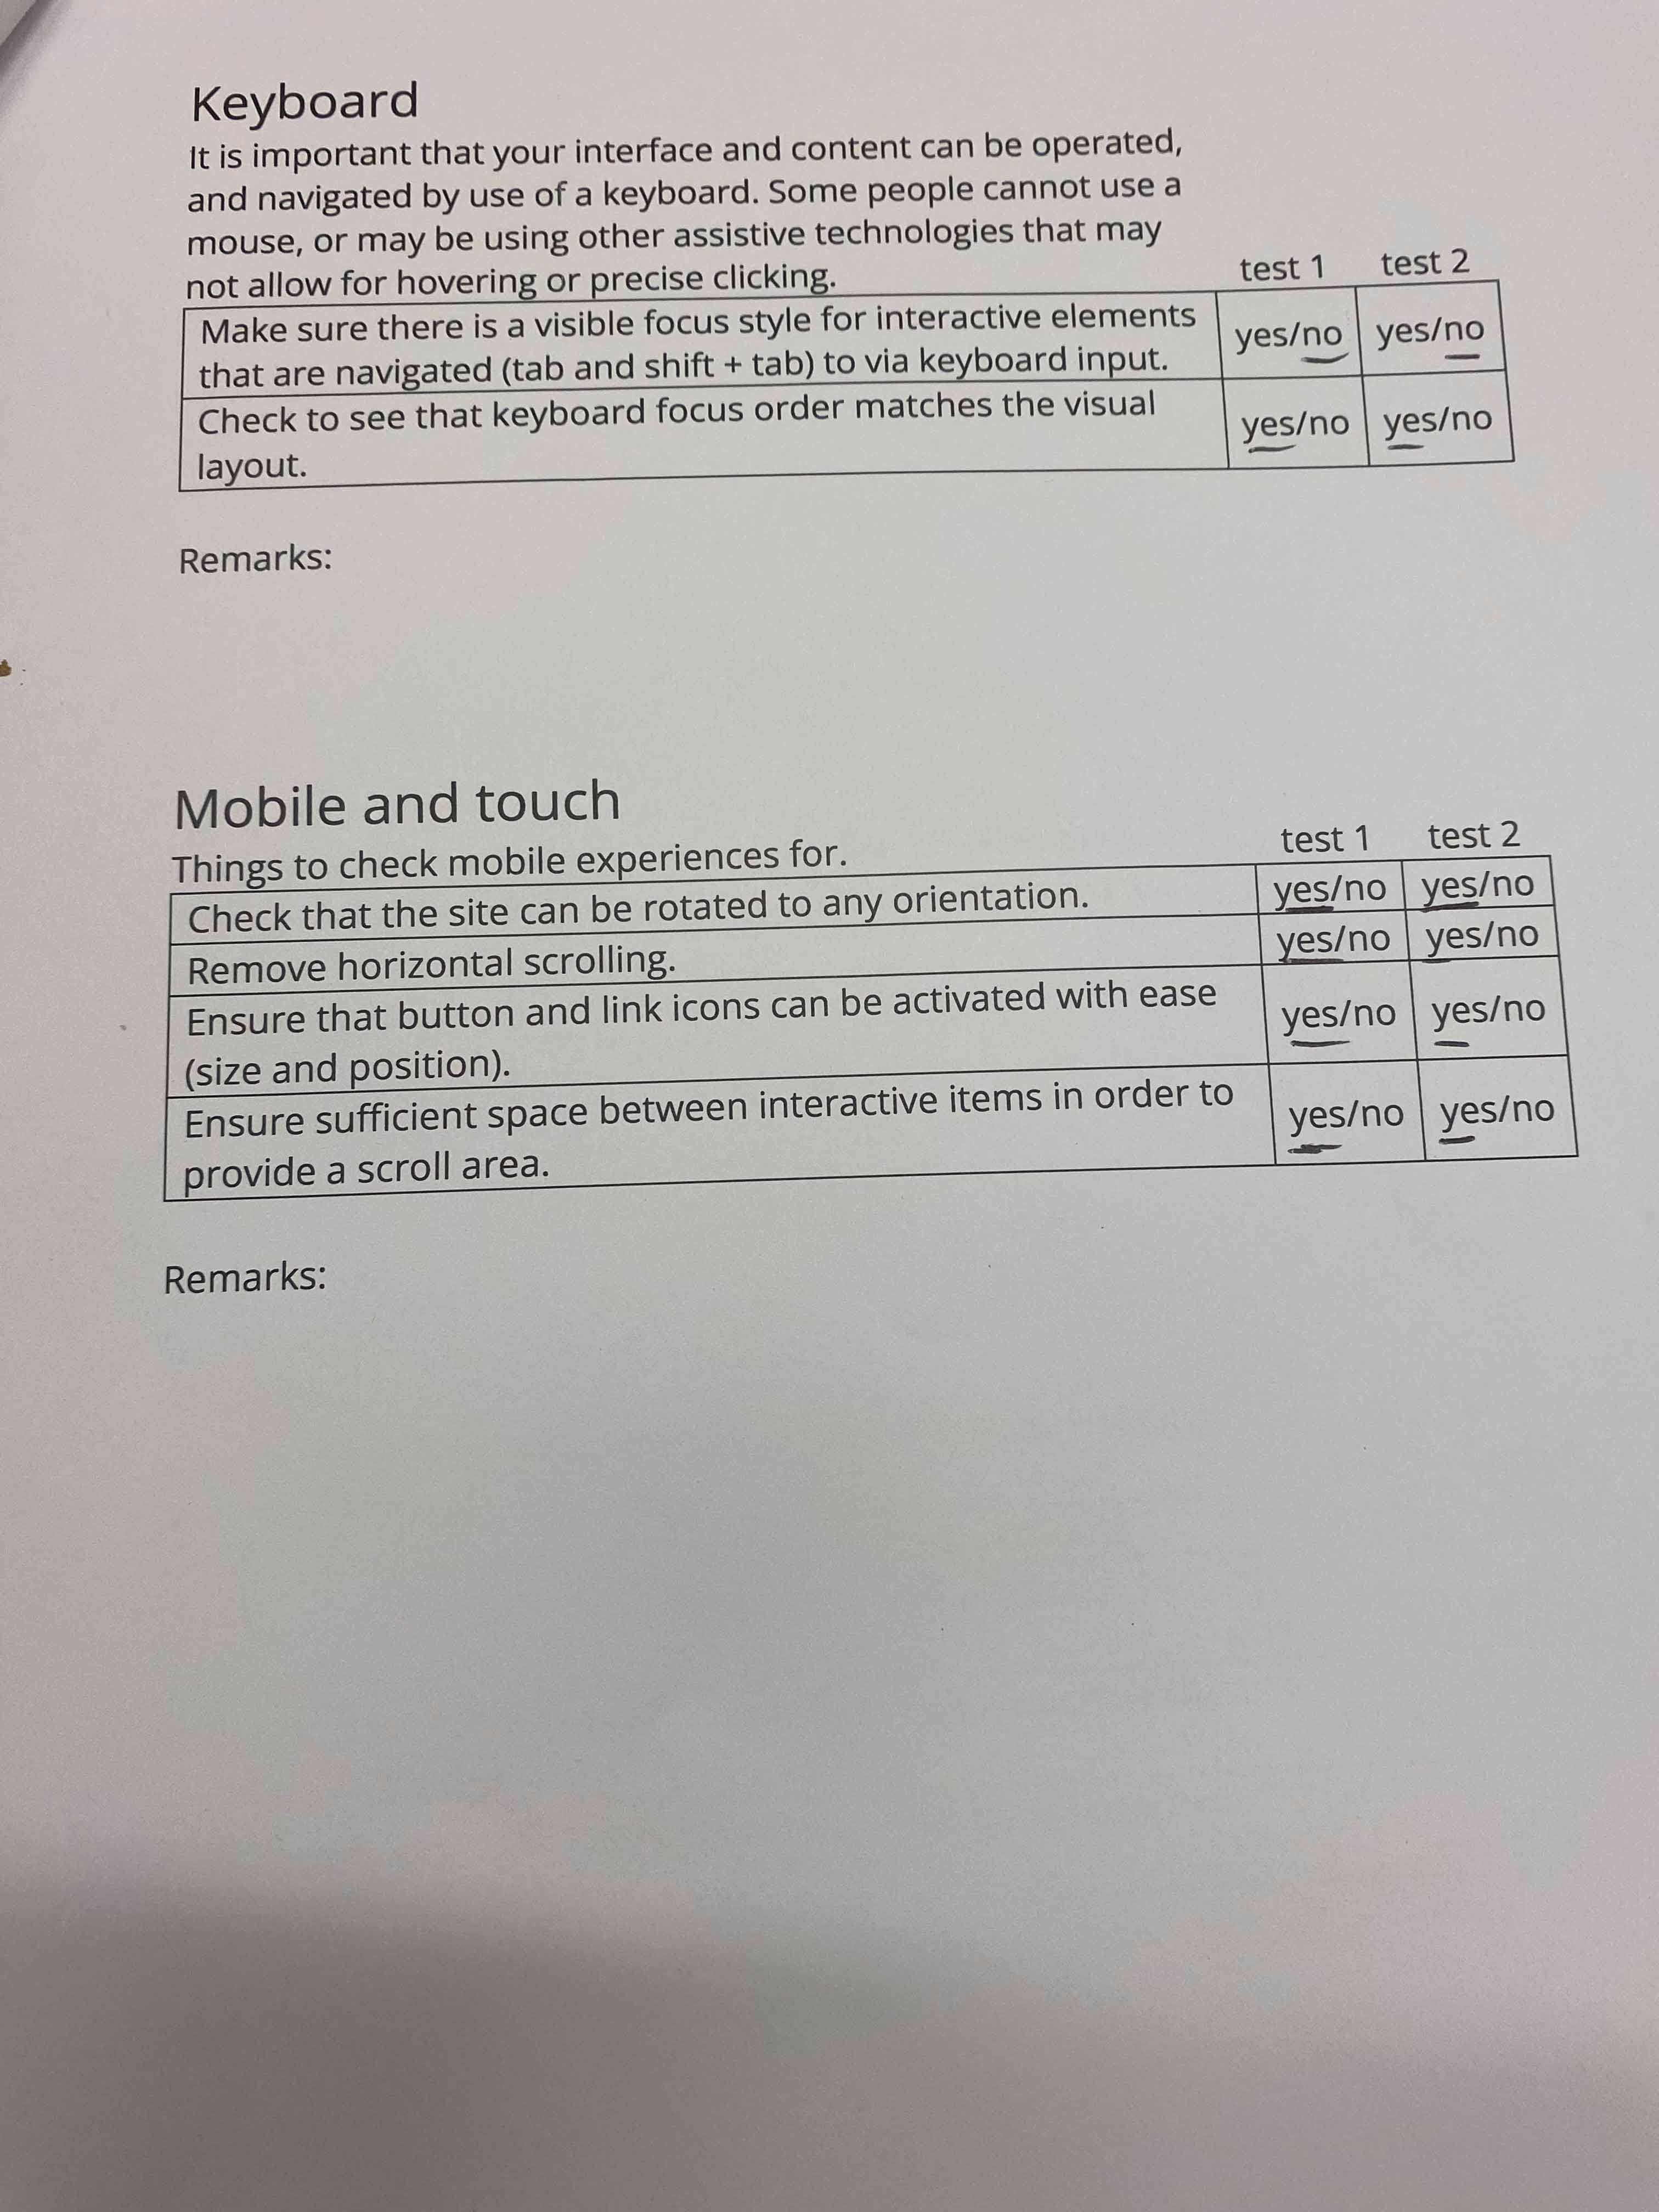 Keyboard
It is important that your interface and content can be operated,
and navigated by use of a keyboard. Some people cannot use a
mouse, or may be using other assistive technologies that may
not allow for hovering or precise clicking.
test 1 test 2
Make sure there is a visible focus style for interactive elements
that are navigated (tab and shift + tab) to via keyboard input.
yes/no yes/no
Check to see that keyboard focus order matches the visual
layout.
yes/no yes/no
Remarks:
Mobile and touch
Things to check mobile experiences for.
test 1 test 2
Check that the site can be rotated to any orientation. yes/no yes/no
Remove horizontal scrolling. yes/no yes/no
Ensure that button and link icons can be activated with ease
(size and position).
yes/no yes/no
Ensure sufficient space between interactive items in order to
provide a scroll area.
yes/no yes/no
Remarks: